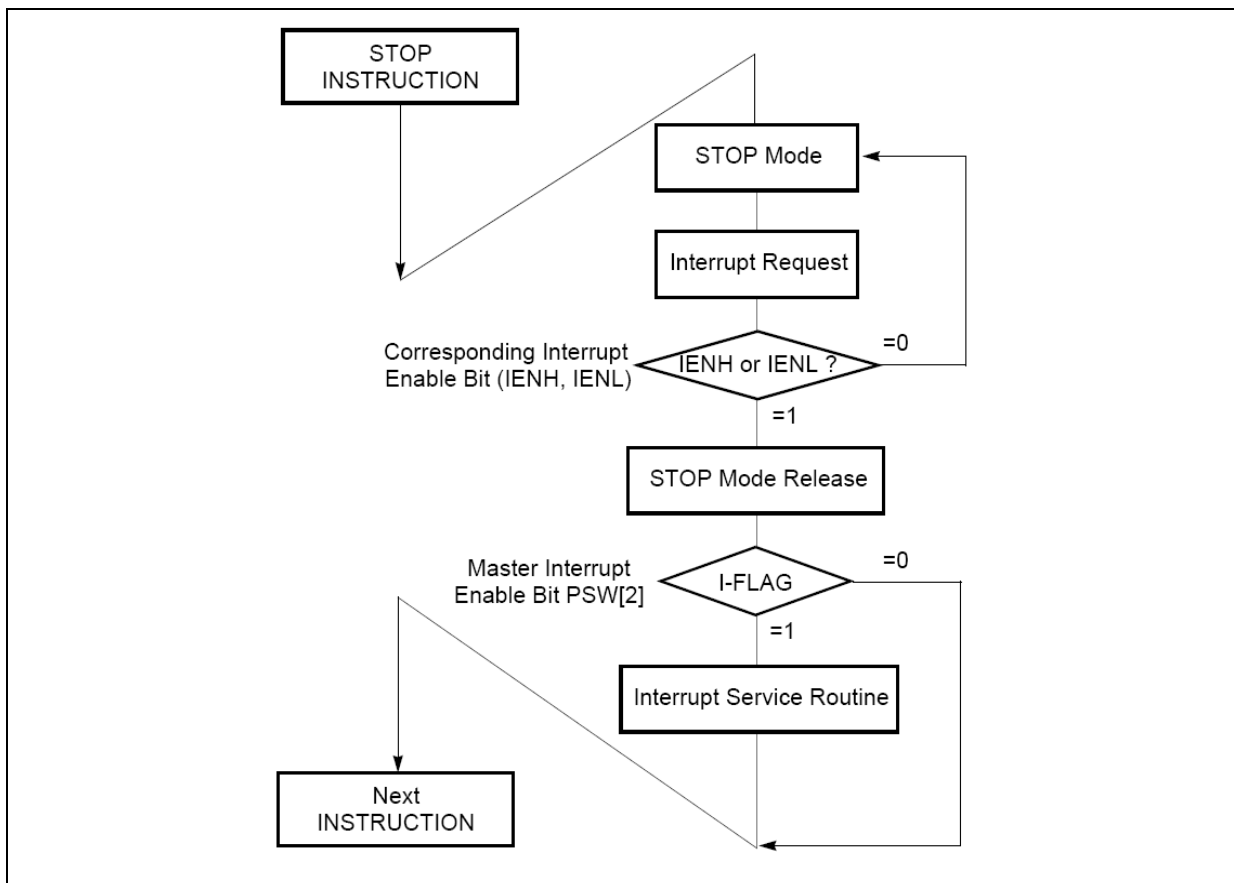 STOP
INSTRUCTION
STOP Mode
Interrupt Request
Corresponding Interrupt
Enable Bit (IENH, IENL)
IENH or IENL ?
=0
=1
STOP Mode Release
Master Interrupt
Enable Bit PSW[2]
I-FLAG
=0
=1
Interrupt Service Routine
Next
INSTRUCTION